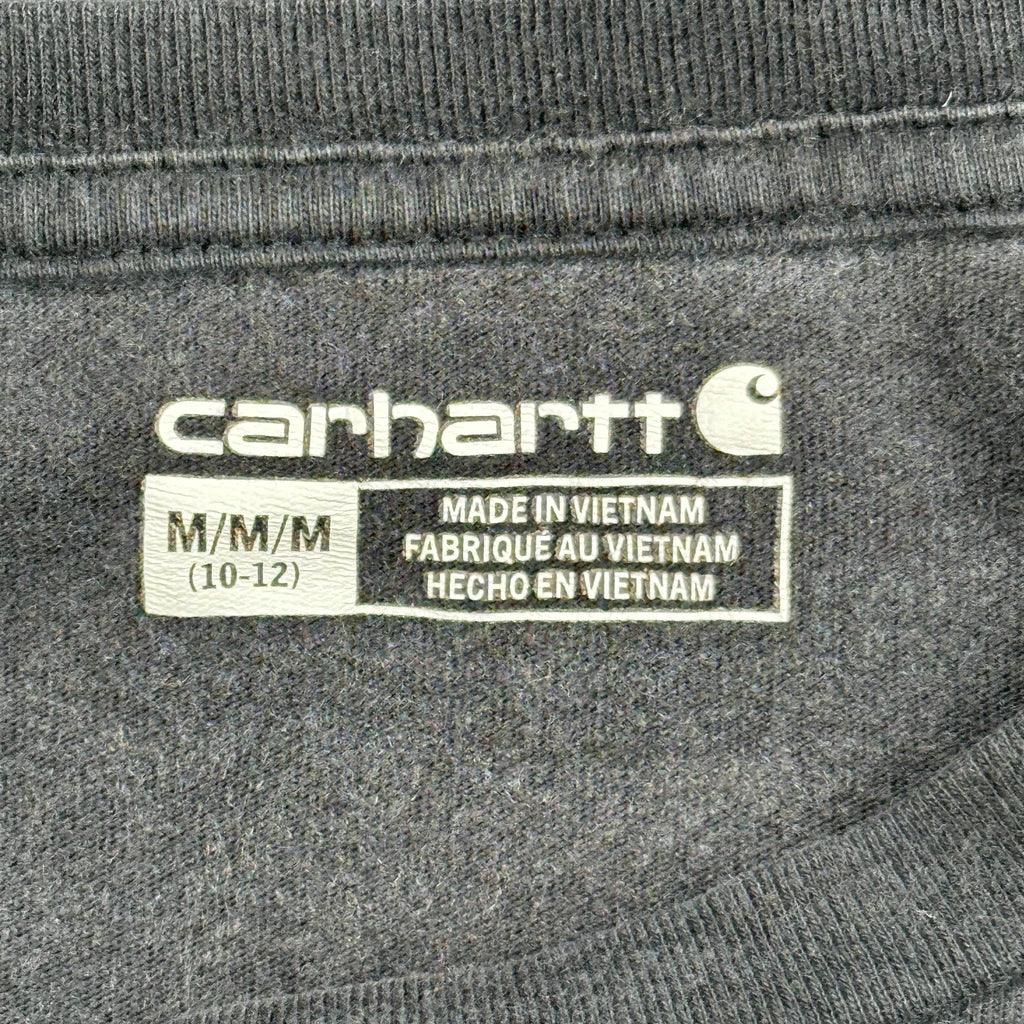 carhartt
M/M/M
(10-12)
MADE IN VIETNAM
FABRIQUÉ AU VIETNAM
HECHO EN VIETNAM